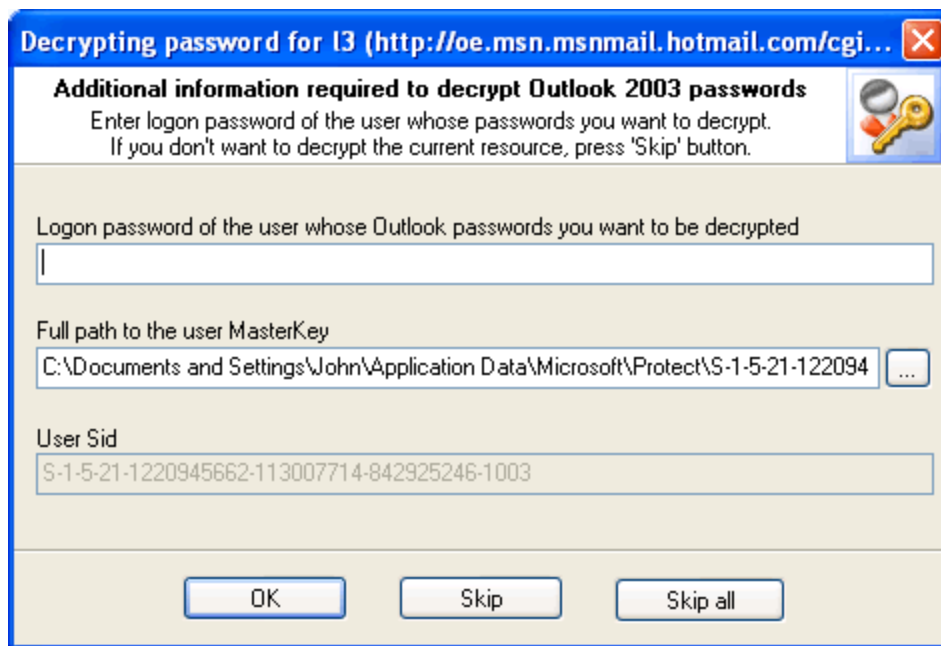 Decrypting password for l3 (http://oe.msn.msnmail.hotmail.com/cgi...
Additional information required to decrypt Outlook 2003 passwords
Enter logon password of the user whose passwords you want to decrypt.
If you don't want to decrypt the current resource, press 'Skip' button.
Logon password of the user whose Outlook passwords you want to be decrypted
Full path to the user MasterKey
C:\Documents and Settings\John\Application Data\Microsoft\Protect\S-1-5-21-122094
...
User Sid
S-1-5-21-1220945662-113007714-842925246-1003
OK
Skip
Skip all